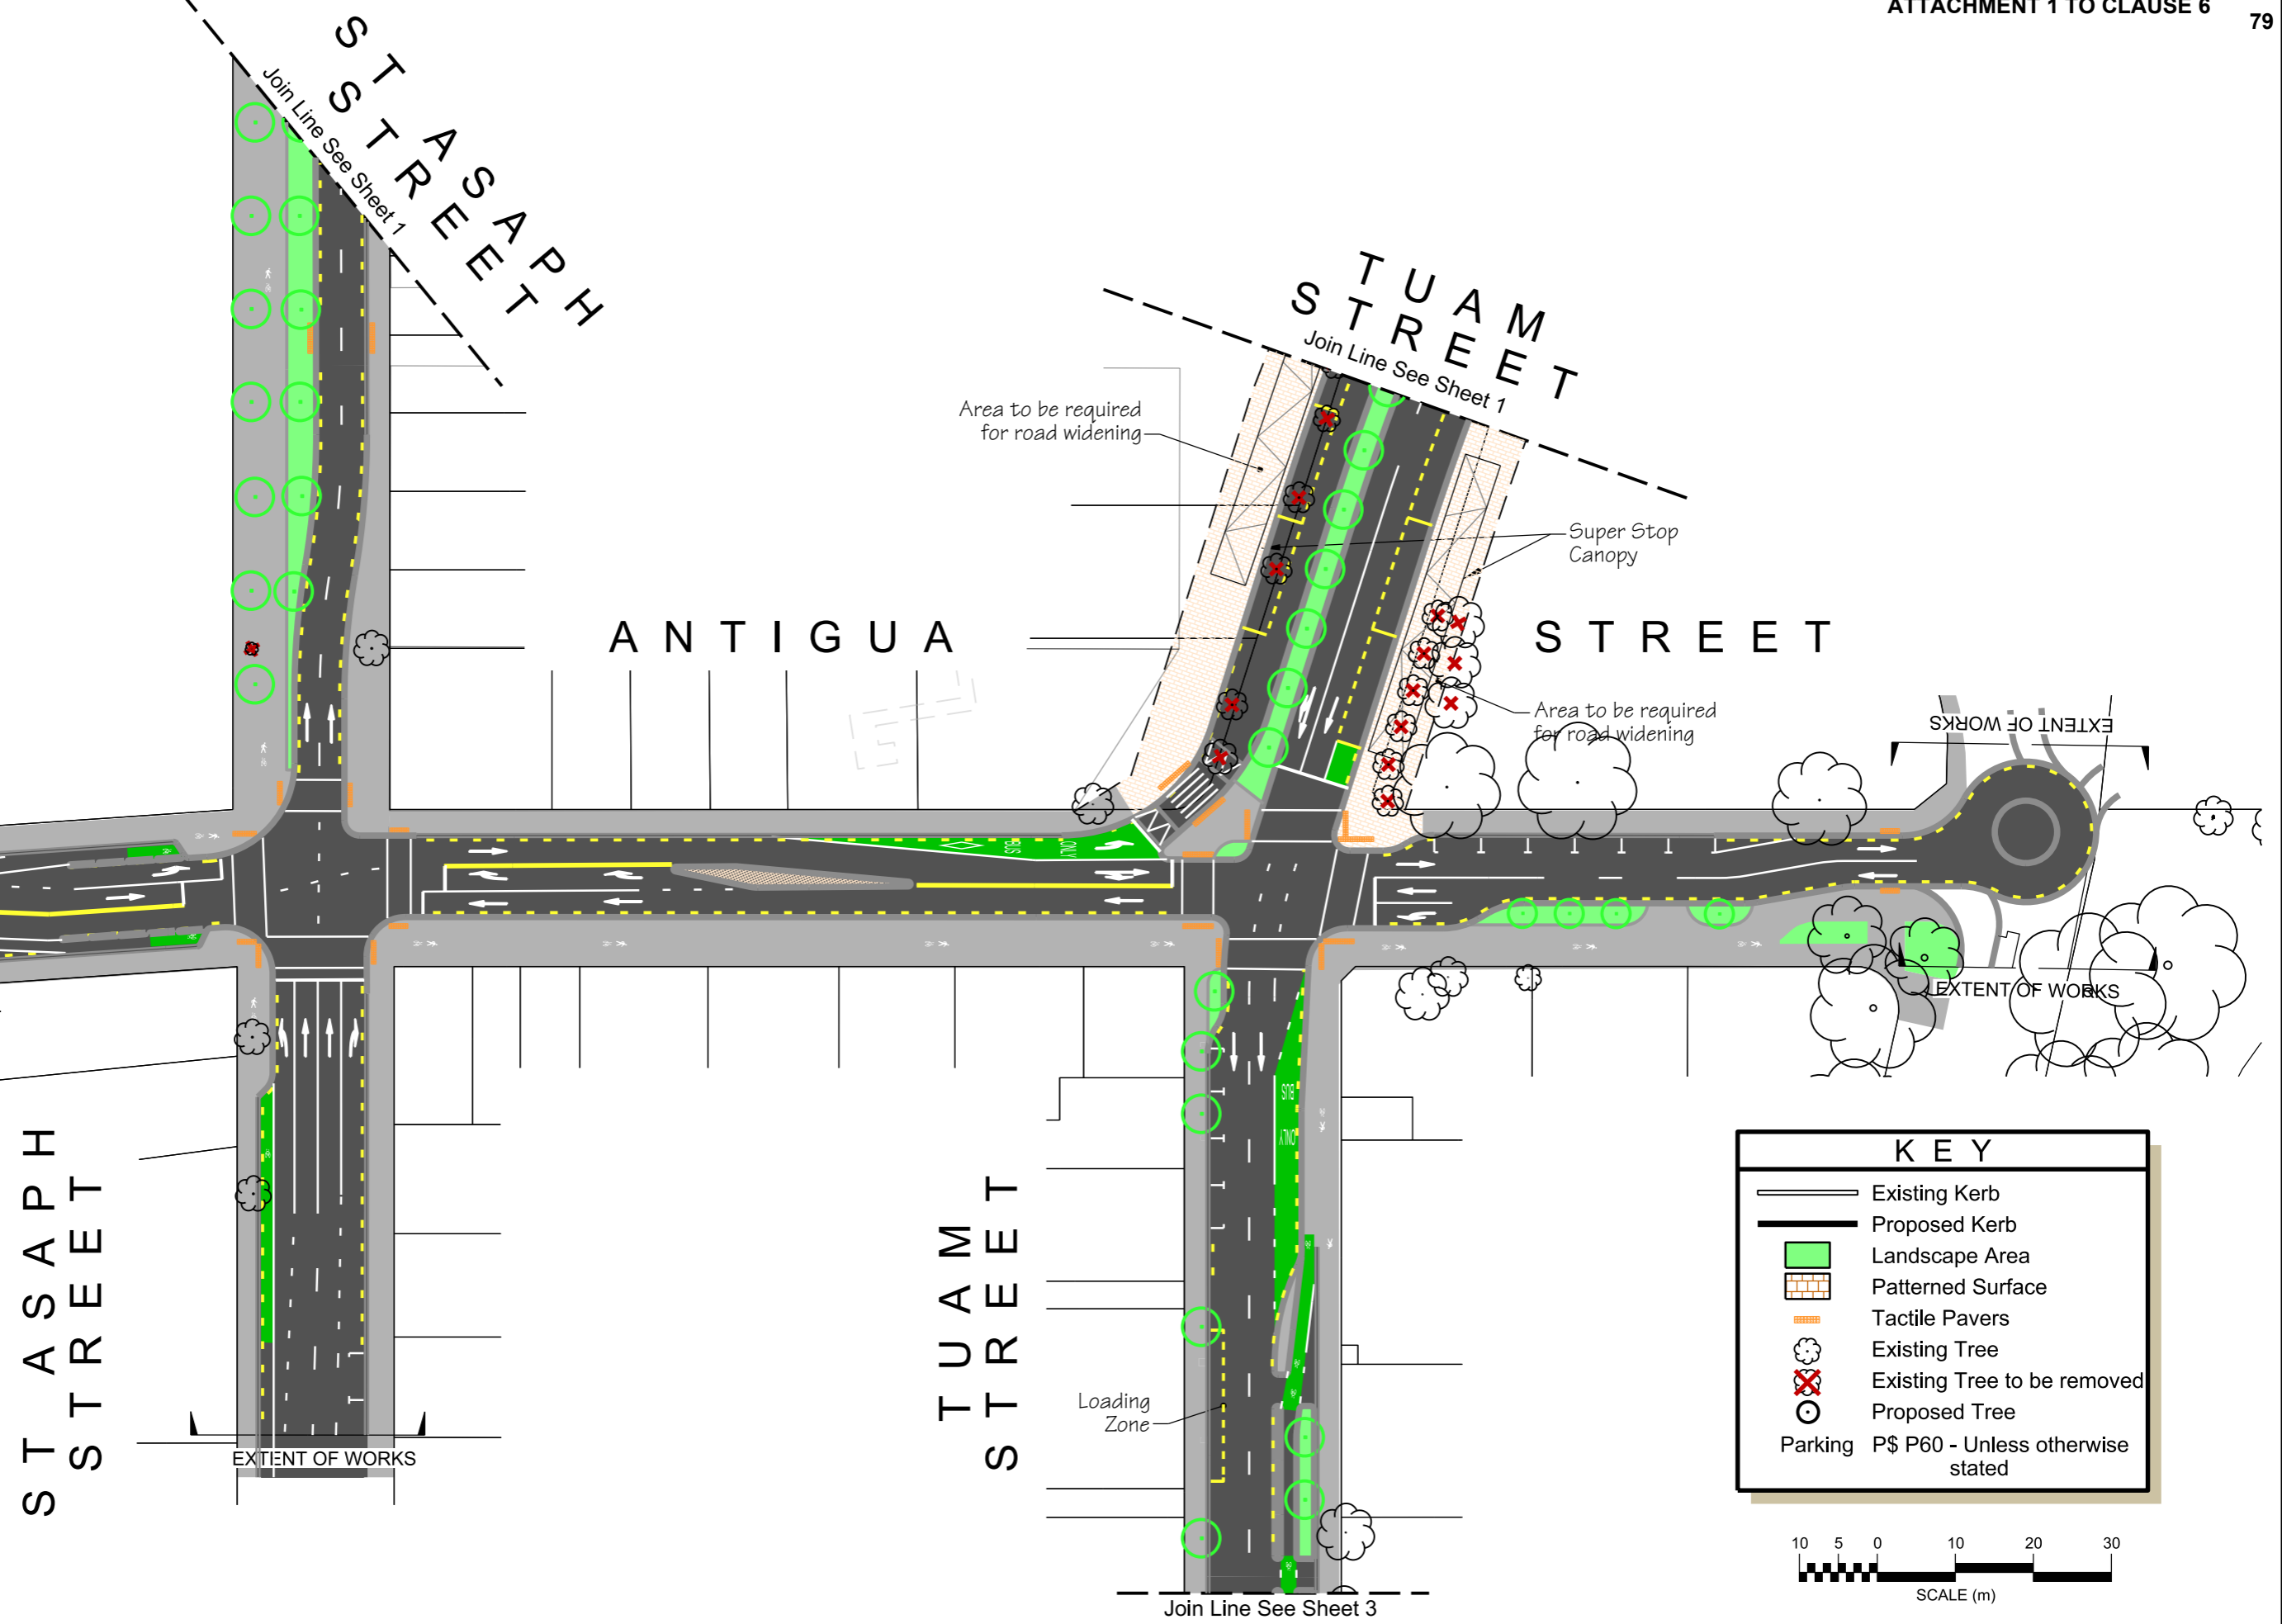 ATTACHMENT 1 TO CLAUSE 6
79
ST ASAPH
STREET
Join Line See Sheet 1
TUAM
STREET
Join Line See Sheet 1
Area to be required
for road widening
Super Stop
Canopy
ANTIGUA
STREET
Area to be required
for road widening
EXTENT OF WORKS
BUS
ONLY
EXTENT OF WORKS
BUS
ONLY
ST ASAPH
STREET
TUAM
STREET
Loading
Zone
EXTENT OF WORKS
Join Line See Sheet 3
KEY
Existing Kerb
Proposed Kerb
Landscape Area
Patterned Surface
Tactile Pavers
Existing Tree
Existing Tree to be removed
Proposed Tree
Parking P$ P60 - Unless otherwise
stated
10 5 0 10 20 30
SCALE (m)